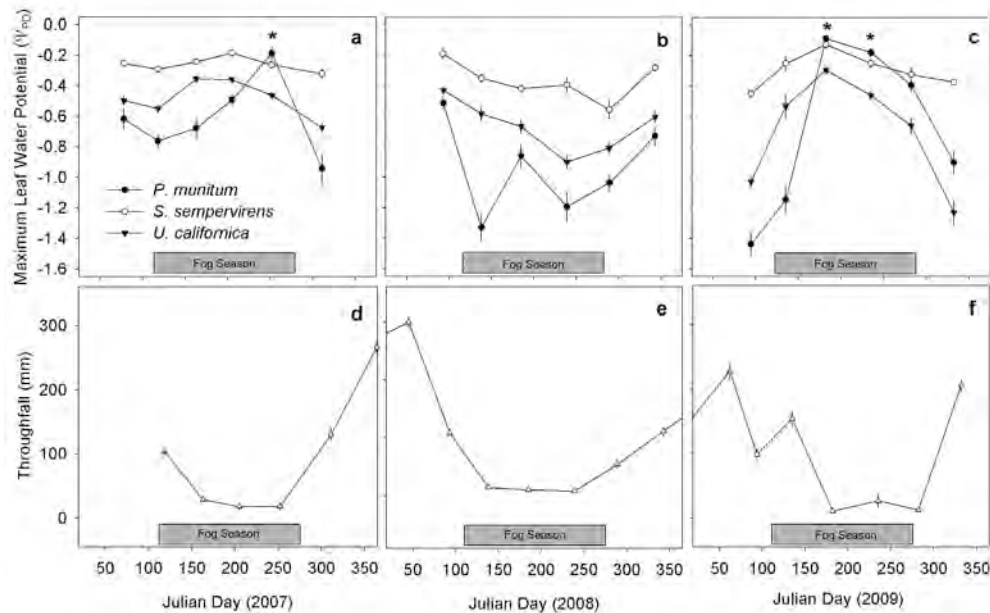 Maximum Leaf Water Potential (Ψ_PD)
0.0
-0.2
-0.4
-0.6
-0.8
-1.0
-1.2
-1.4
-1.6
*
a
P. munitum
S. sempervirens
U. californica
Fog Season
b
Fog Season
*
*
c
Fog Season
Throughfall (mm)
300
200
100
0
d
Fog Season
e
Fog Season
f
Fog Season
50 100 150 200 250 300 350
50 100 150 200 250 300 350
50 100 150 200 250 300 350
Julian Day (2007)
Julian Day (2008)
Julian Day (2009)